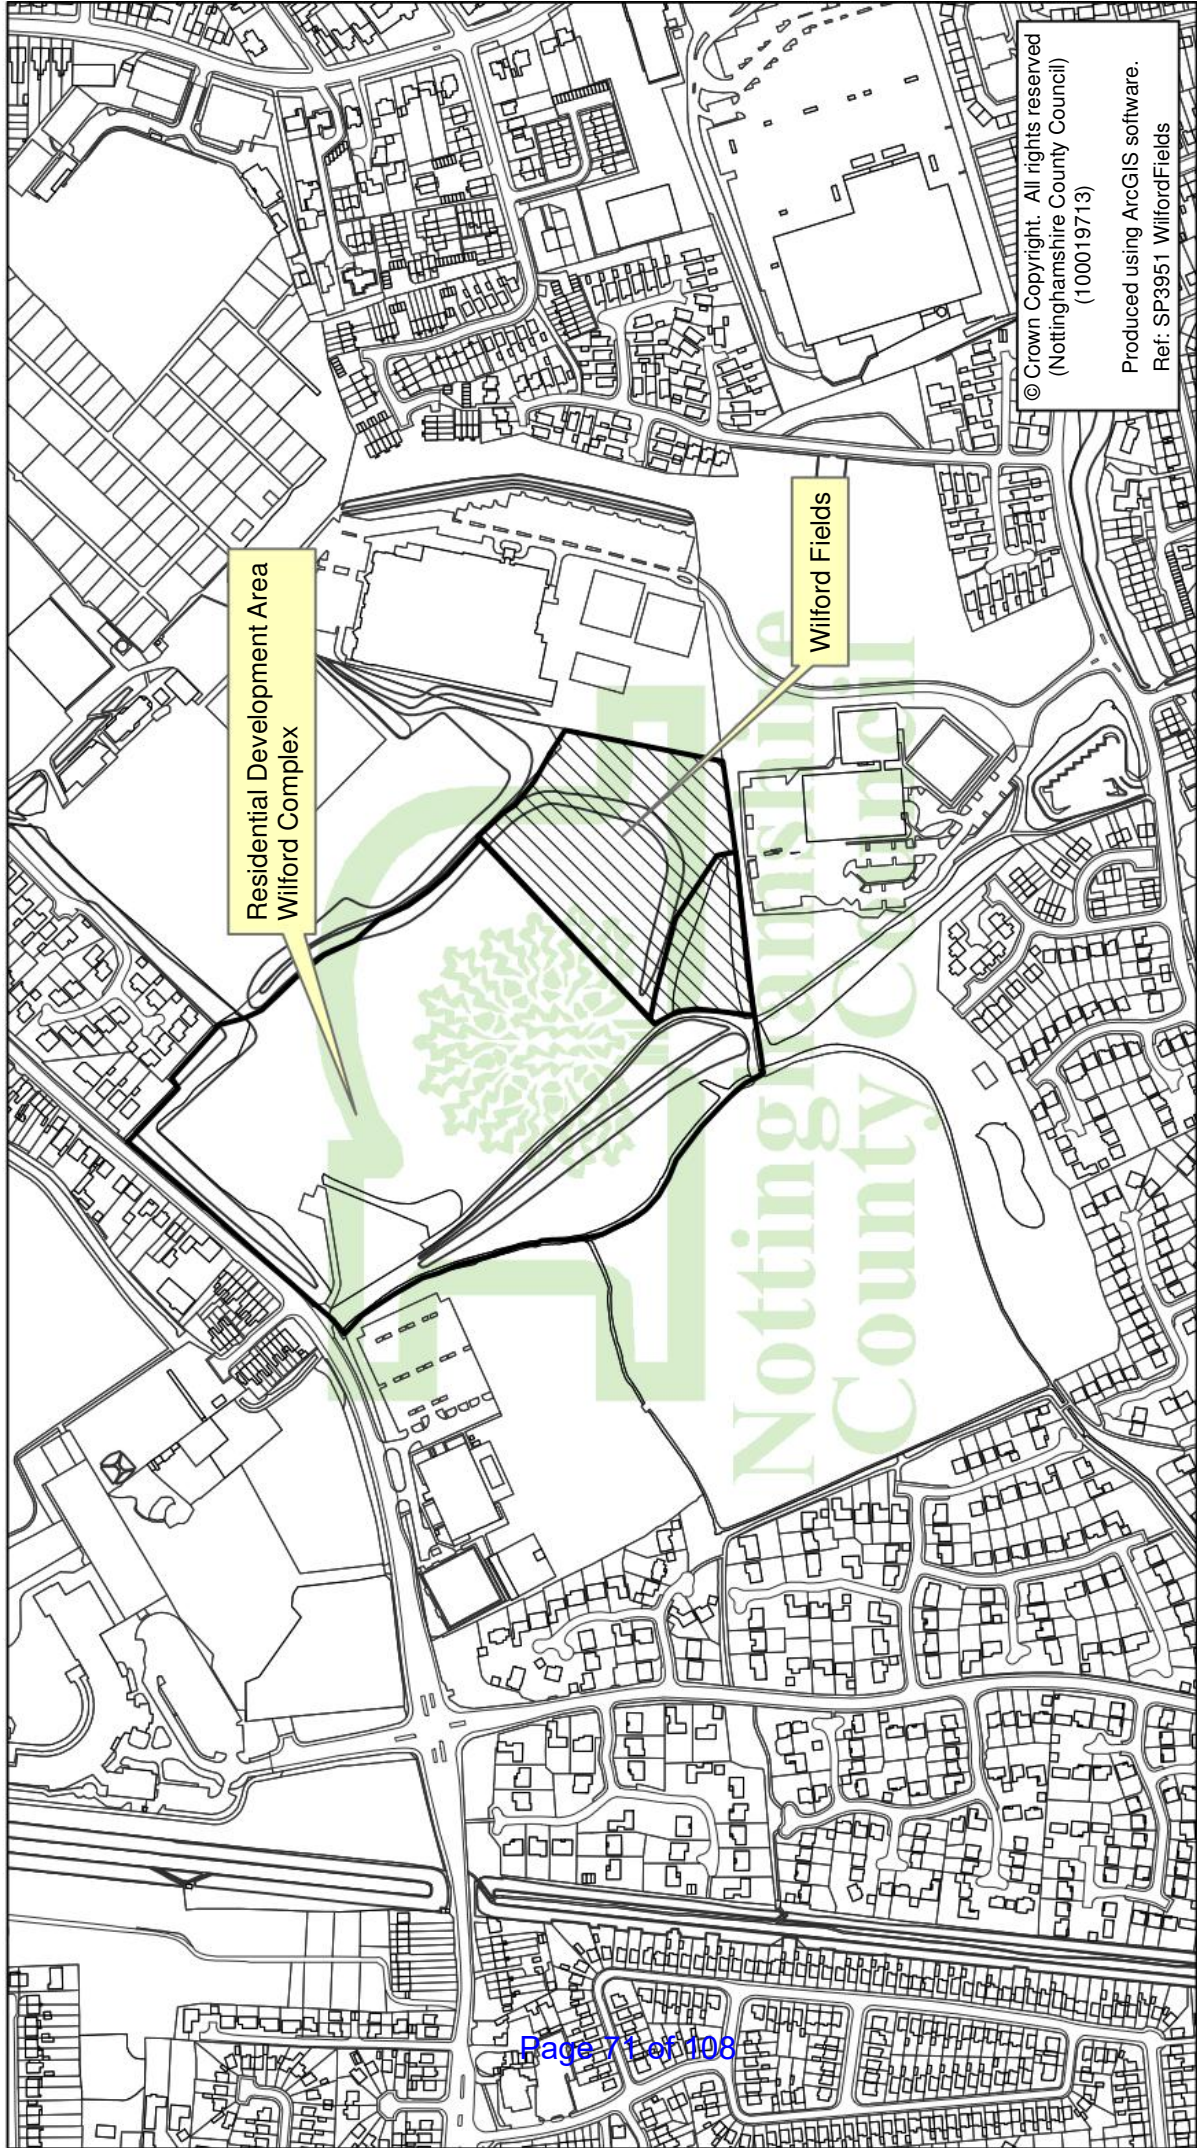 Residential Development Area
Wilford Complex
Wilford Fields
Nottinghamshire
County Council
© Crown Copyright. All rights reserved
(Nottinghamshire County Council)
(100019713)
Produced using ArcGIS software.
Ref: SP3951 WilfordFields
Page 71 of 108